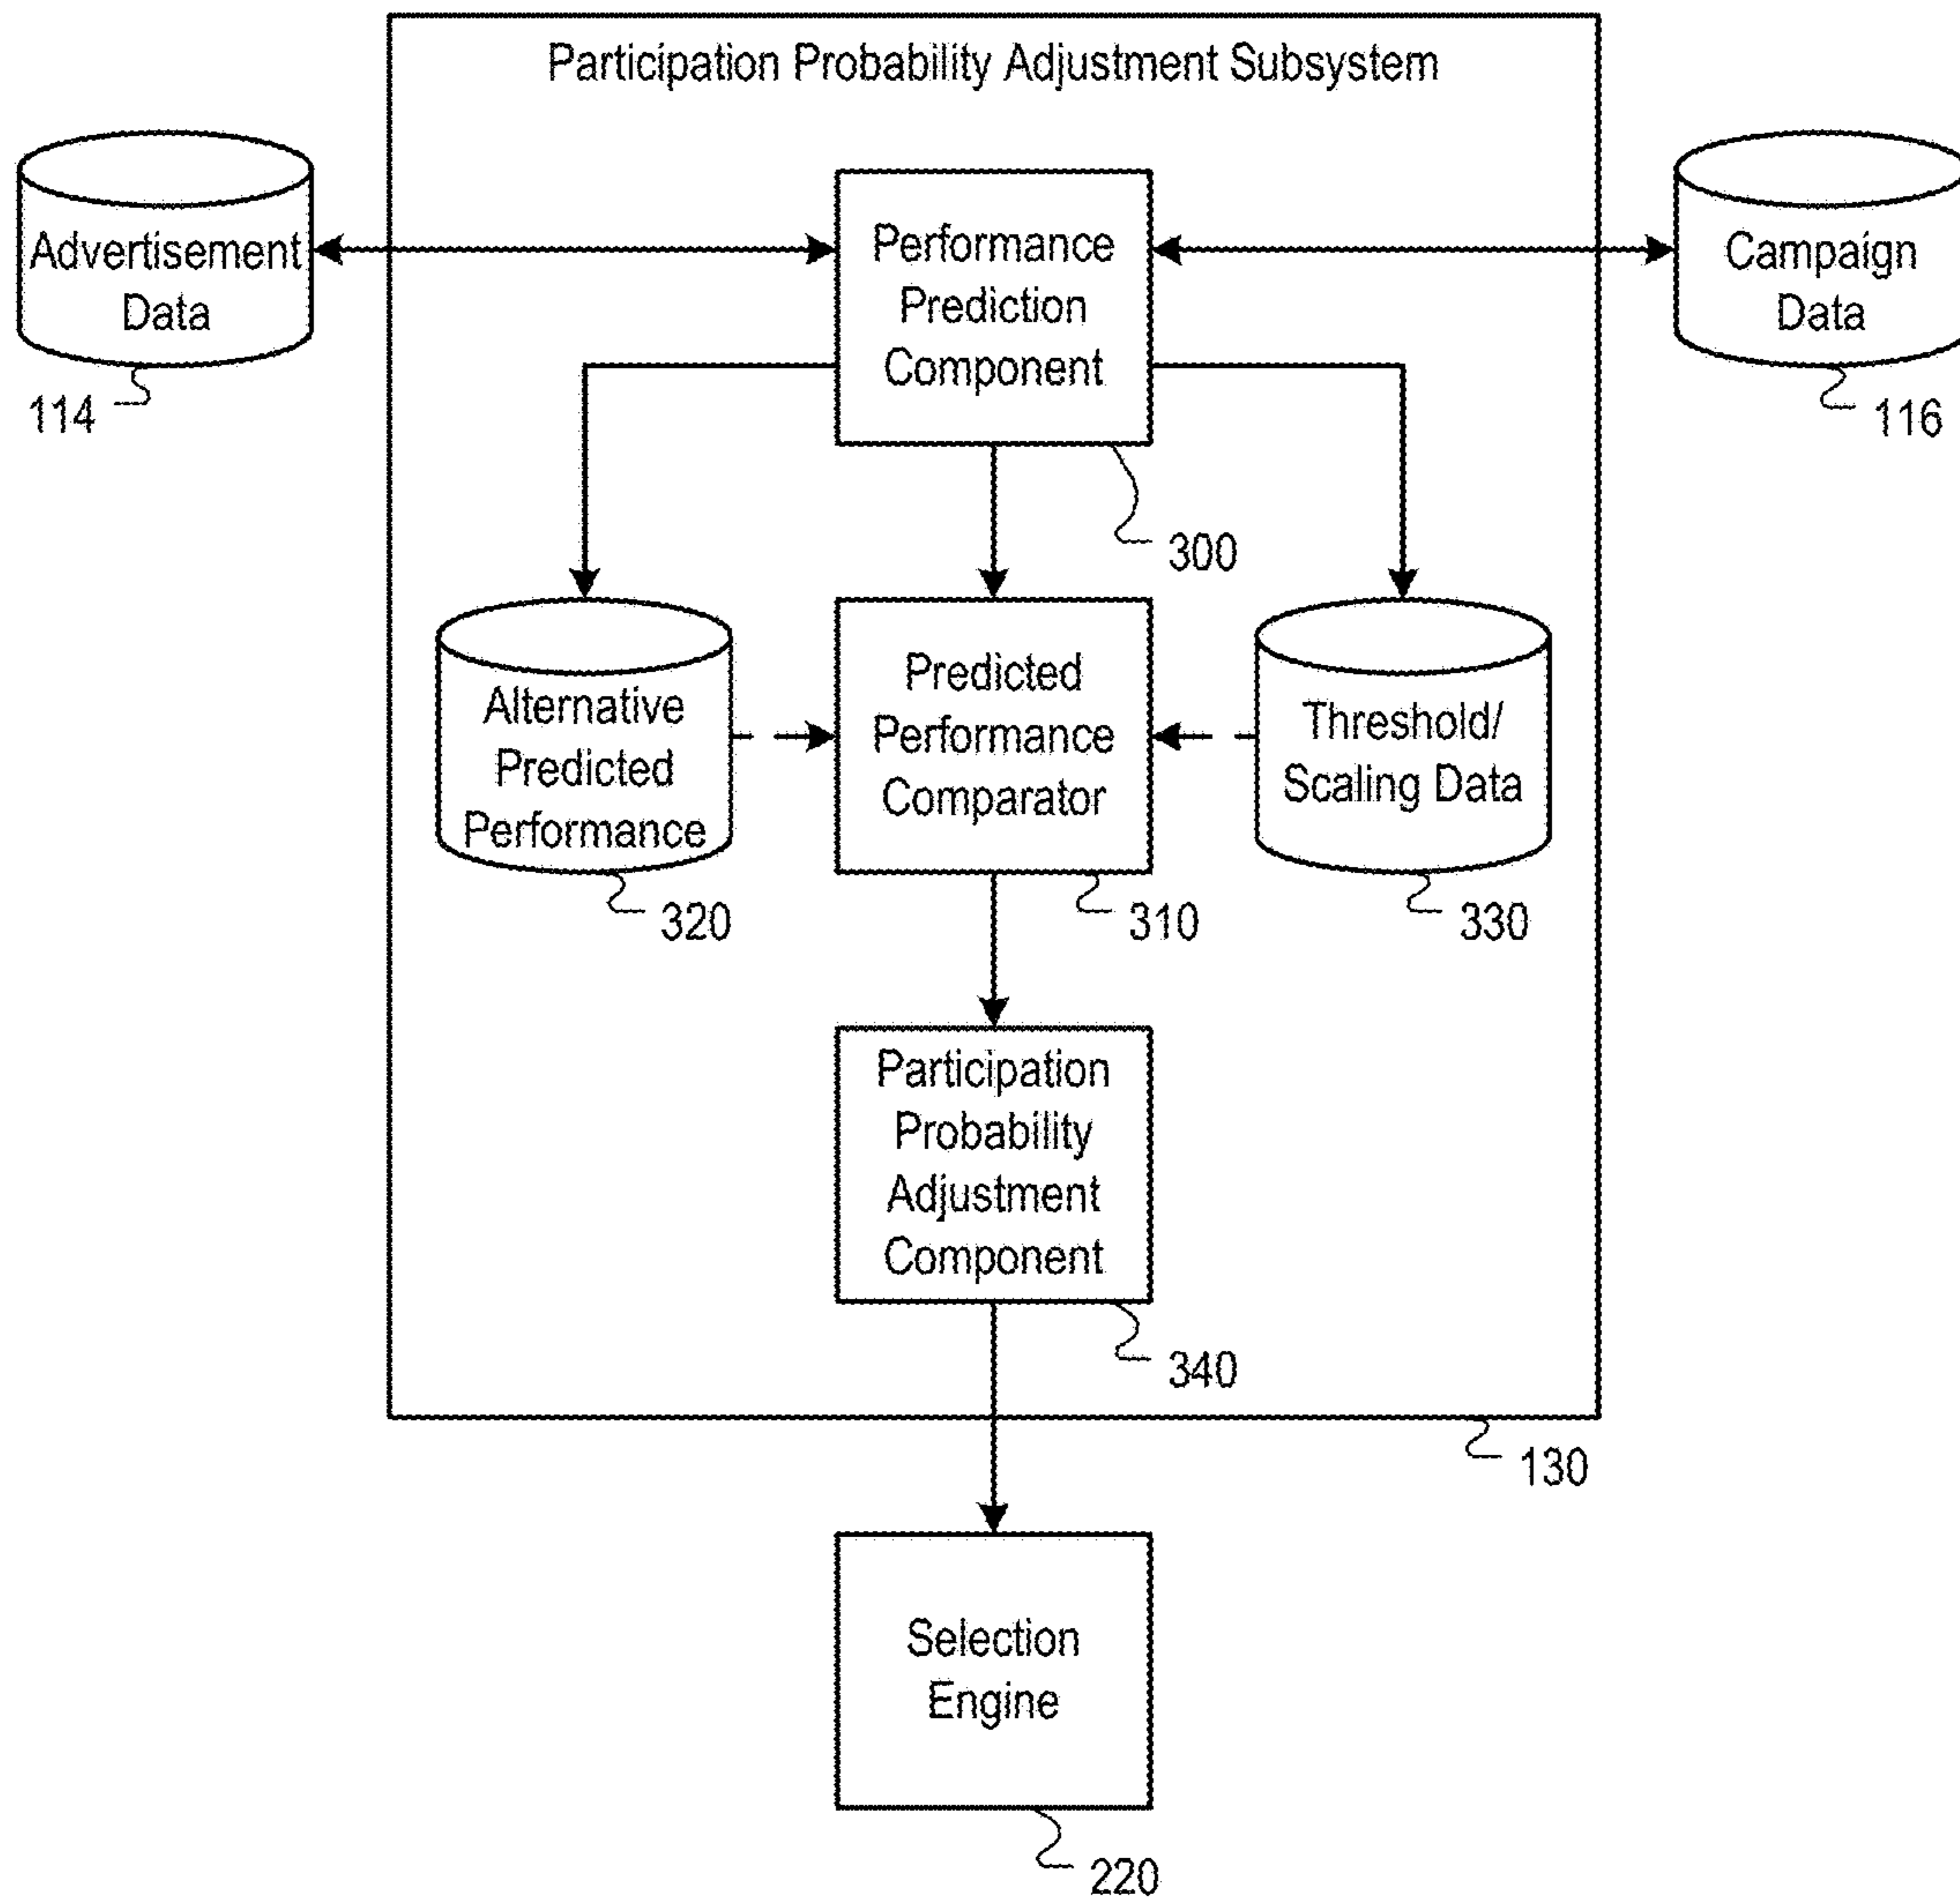 Participation Probability Adjustment Subsystem
Advertisement
Data
114
Performance
Prediction
Component
300
Campaign
Data
116
Alternative
Predicted
Performance
320
Predicted
Performance
Comparator
310
Threshold/
Scaling Data
330
Participation
Probability
Adjustment
Component
340
130
Selection
Engine
220